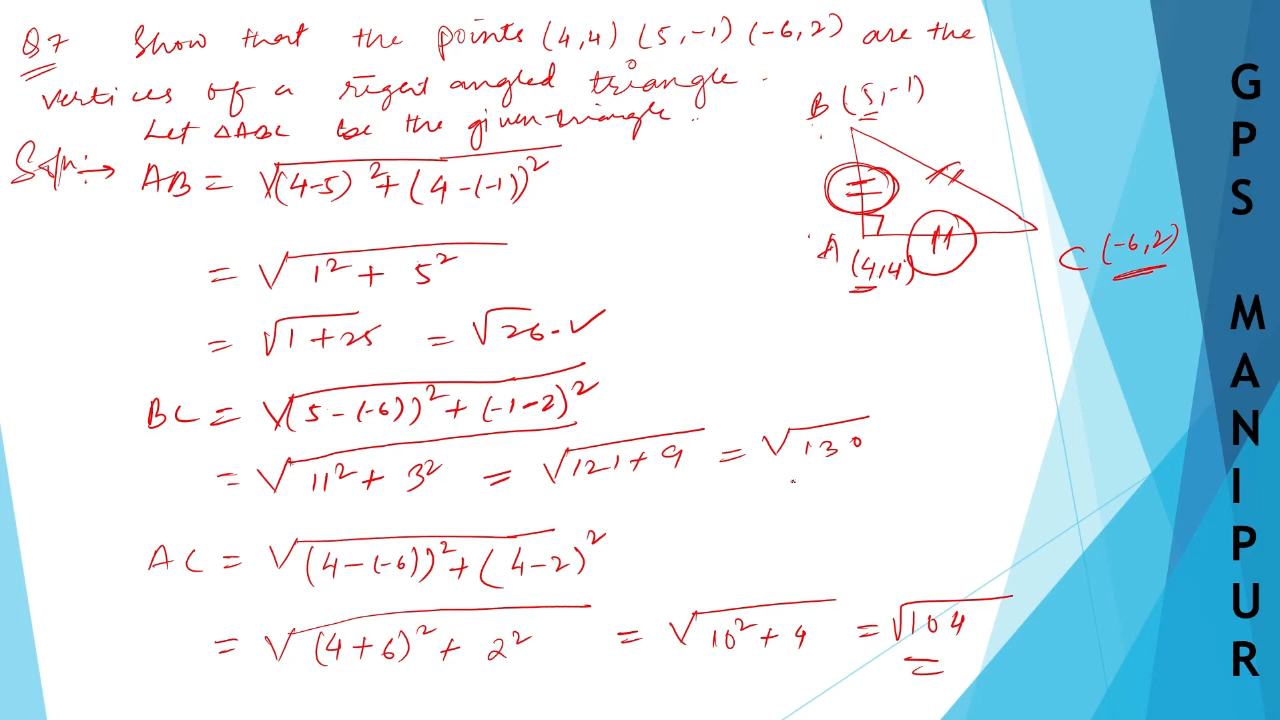 Q7 Show that the points (4,4) (5,-1) (-6,2) are the
vertices of a right angled triangle.
Let △ABC be the given triangle.
Soln:→ AB = √((4-5)²+(4-(-1))²)
= √(1²+5²)
= √(1+25) = √26 - ✓
BC = √((5-(-6))²+(-1-2)²)
= √(11²+3²) = √(121+9) = √130
AC = √((4-(-6))²+(4-2)²)
= √((4+6)²+2²) = √(10²+4) = √104
B (5,-1)
A (4,4)
C (-6,2)
GPS MANIPUR